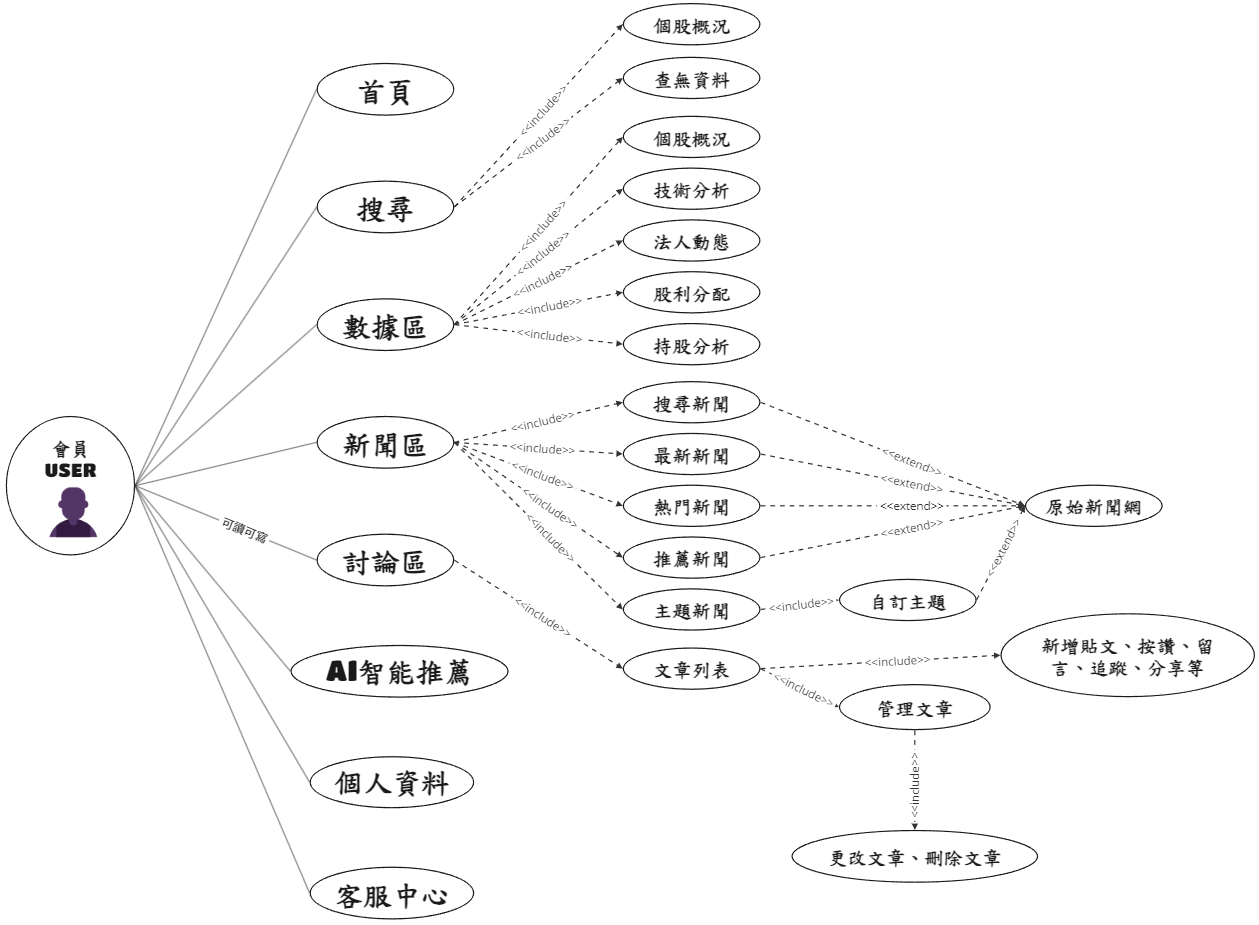 會員
USER
首頁
搜尋
數據區
新聞區
可讀可寫
討論區
AI智能推薦
個人資料
客服中心
<<include>>
<<include>>
個股概況
查無資料
<<include>>
<<include>>
<<include>>
<<include>>
<<include>>
個股概況
技術分析
法人動態
股利分配
持股分析
<<include>>
<<include>>
<<include>>
<<include>>
<<include>>
搜尋新聞
最新新聞
熱門新聞
推薦新聞
主題新聞
<<extend>>
<<extend>>
<<extend>>
<<extend>>
<<include>>
自訂主題
<<extend>>
原始新聞網
<<include>>
文章列表
<<include>>
新增貼文、按讚、留
言、追蹤、分享等
<<include>>
管理文章
<<include>>
更改文章、刪除文章